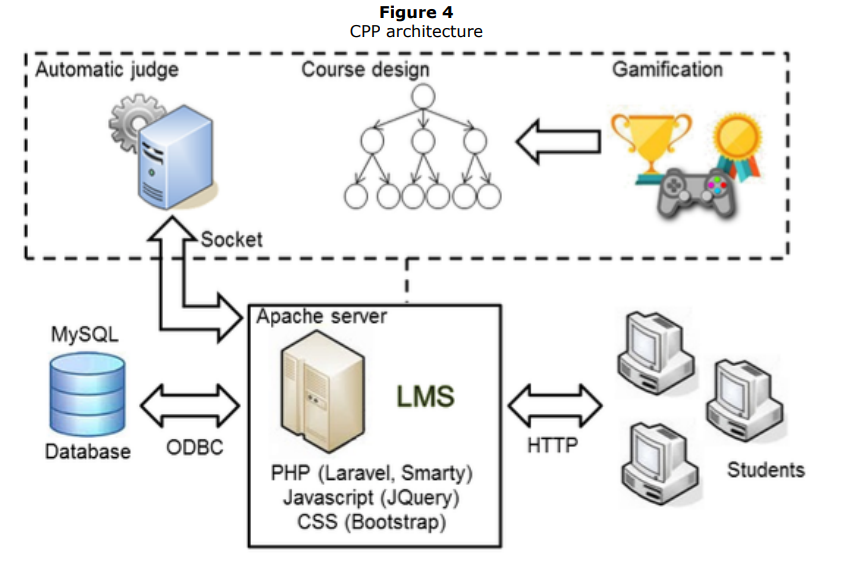 Figure 4
CPP architecture
Automatic judge
Course design
Gamification
Socket
Apache server
MySQL
LMS
Database
ODBC
HTTP
Students
PHP (Laravel, Smarty)
Javascript (JQuery)
CSS (Bootstrap)